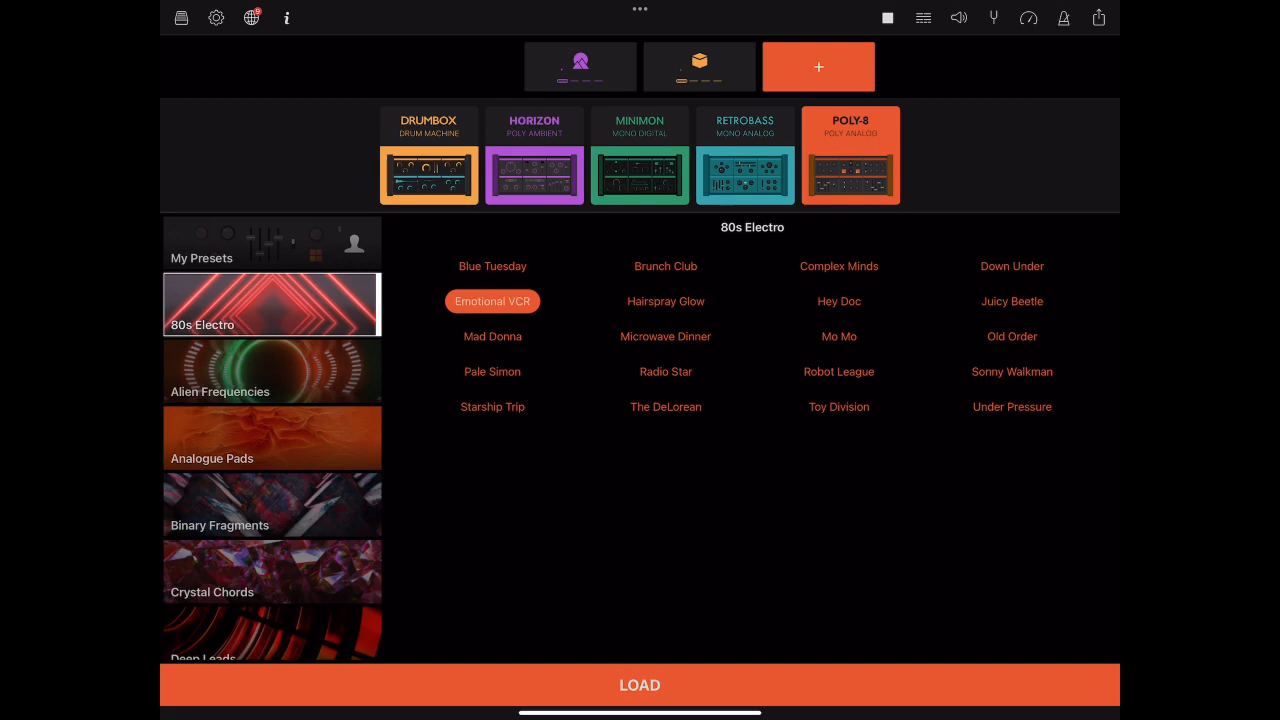 9
+
DRUMBOX
DRUM MACHINE
HORIZON
POLY AMBIENT
MINIMON
MONO DIGITAL
RETROBASS
MONO ANALOG
POLY-8
POLY ANALOG
My Presets
80s Electro
Alien Frequencies
Analogue Pads
Binary Fragments
Crystal Chords
Deep Leads
80s Electro
Blue Tuesday Brunch Club Complex Minds Down Under
Emotional VCR Hairspray Glow Hey Doc Juicy Beetle
Mad Donna Microwave Dinner Mo Mo Old Order
Pale Simon Radio Star Robot League Sonny Walkman
Starship Trip The DeLorean Toy Division Under Pressure
LOAD